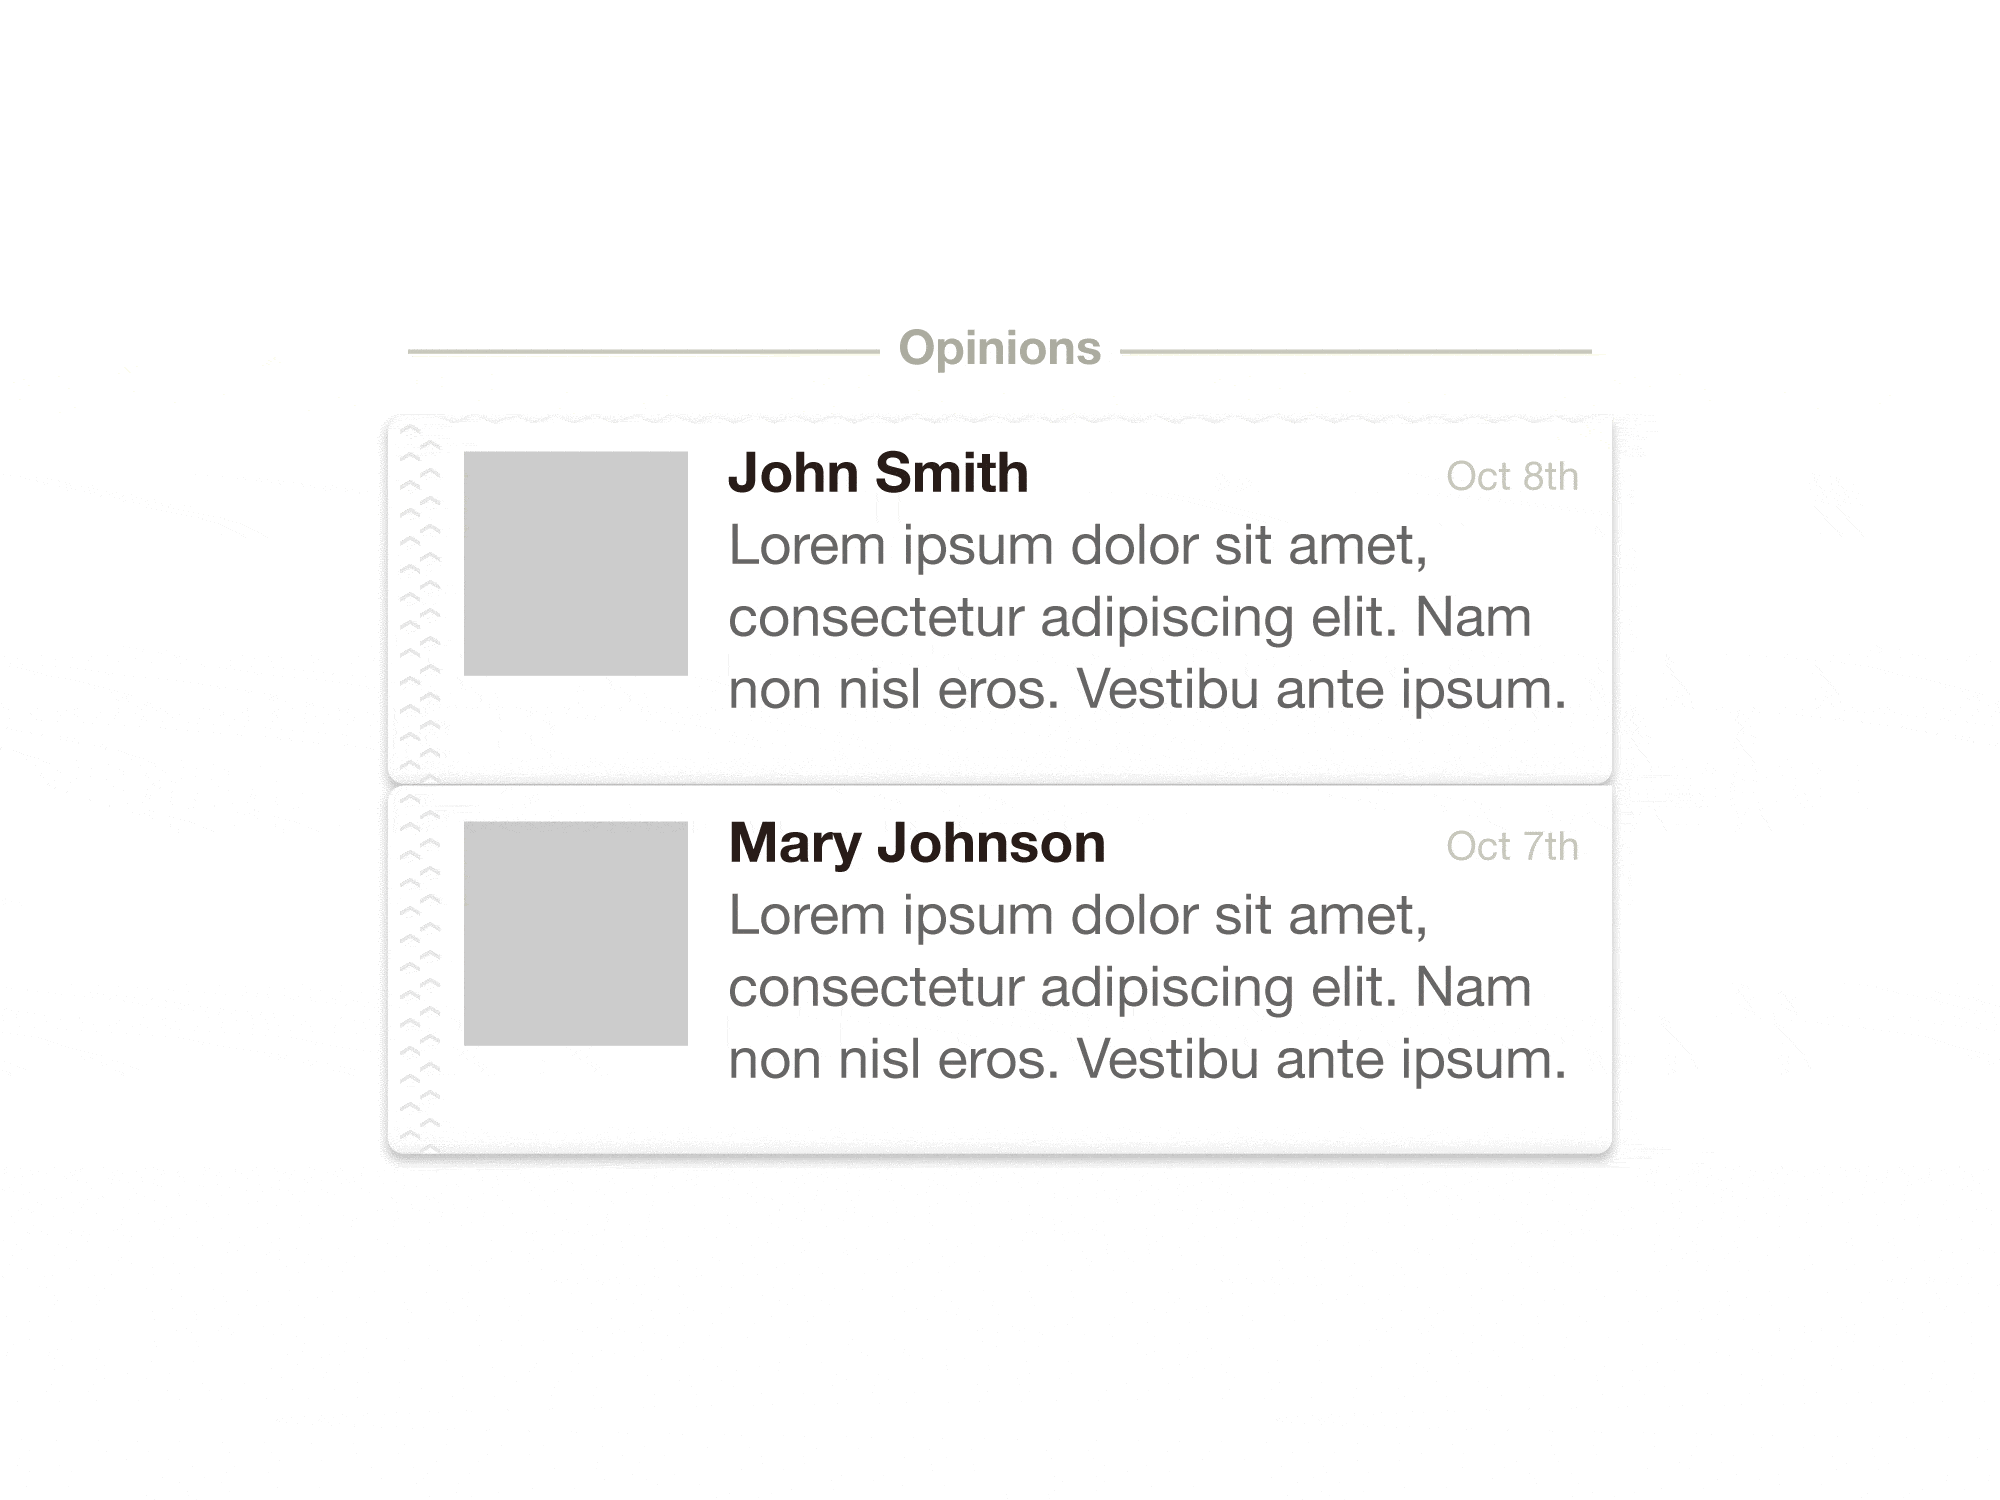 Opinions
John Smith
Oct 8th
Lorem ipsum dolor sit amet,
consectetur adipiscing elit. Nam
non nisl eros. Vestibu ante ipsum.
Mary Johnson
Oct 7th
Lorem ipsum dolor sit amet,
consectetur adipiscing elit. Nam
non nisl eros. Vestibu ante ipsum.